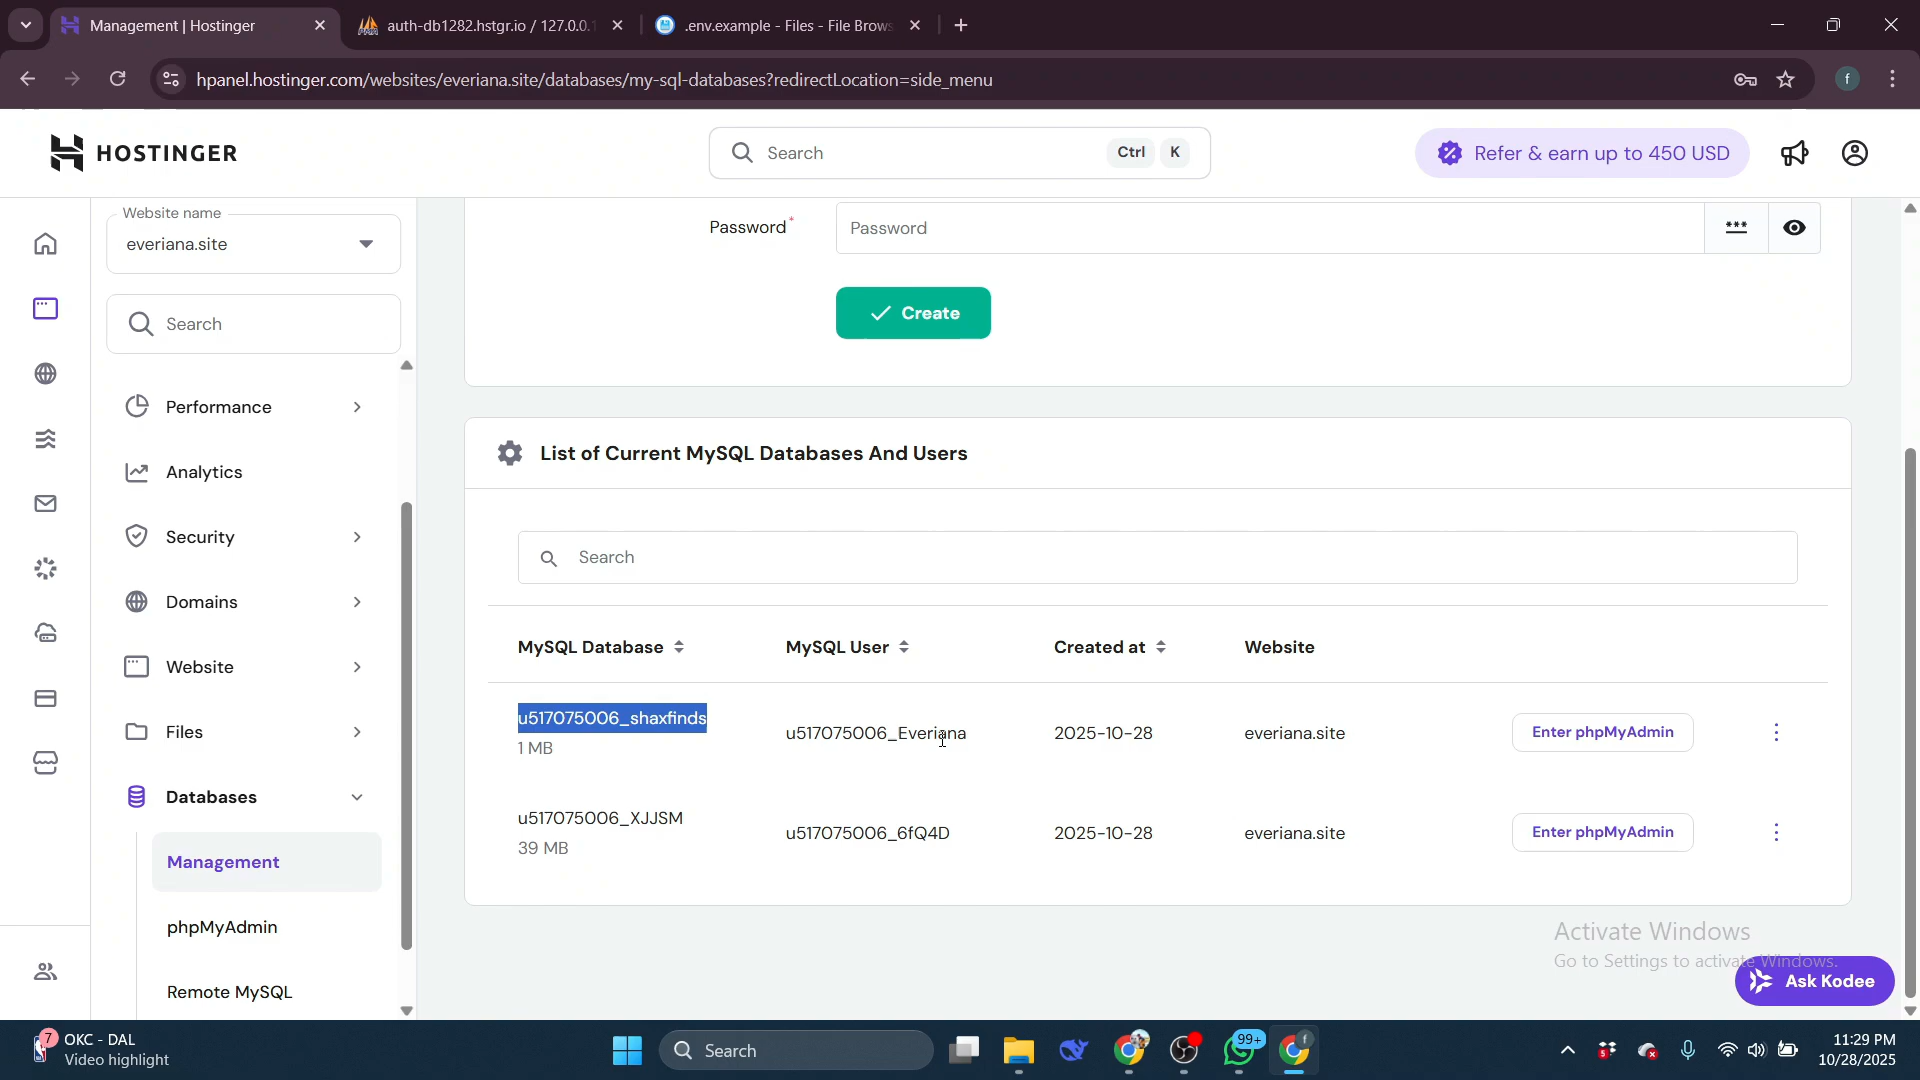 Management | Hostinger
auth-db1282.hstgr.io / 127.0.0.1
.env.example - Files - File Brows
hpanel.hostinger.com/websites/everiana.site/databases/my-sql-databases?redirectLocation=side_menu
f
HOSTINGER
Search
Ctrl
K
Refer & earn up to 450 USD
Website name
everiana.site
Search
Performance
Analytics
Security
Domains
Website
Files
Databases
Management
phpMyAdmin
Remote MySQL
Password*
Password
***
Create
List of Current MySQL Databases And Users
Search
MySQL Database
MySQL User
Created at
Website
u517075006_shaxfinds
1 MB
u517075006_Everiana
2025-10-28
everiana.site
Enter phpMyAdmin
u517075006_XJJSM
39 MB
u517075006_6fQ4D
2025-10-28
everiana.site
Enter phpMyAdmin
Activate Windows
Go to Settings to activate Windows.
Ask Kodee
7
OKC - DAL
Video highlight
Search
99+
f
5
11:29 PM
10/28/2025